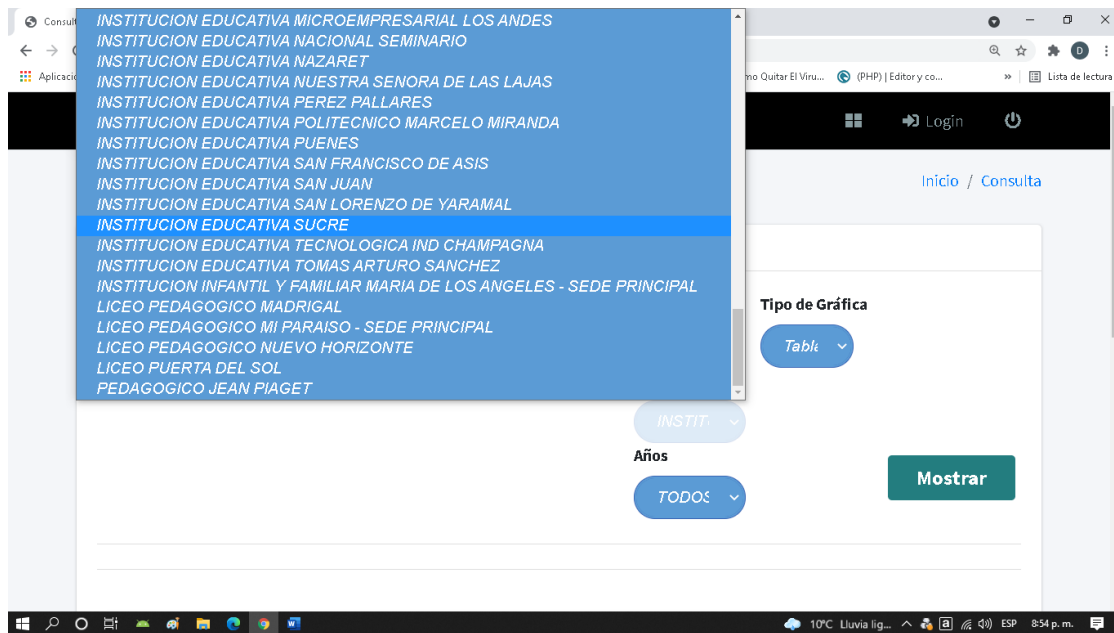 Consult
INSTITUCION EDUCATIVA MICROEMPRESARIAL LOS ANDES
INSTITUCION EDUCATIVA NACIONAL SEMINARIO
INSTITUCION EDUCATIVA NAZARET
INSTITUCION EDUCATIVA NUESTRA SENORA DE LAS LAJAS
INSTITUCION EDUCATIVA PEREZ PALLARES
INSTITUCION EDUCATIVA POLITECNICO MARCELO MIRANDA
INSTITUCION EDUCATIVA PUENES
INSTITUCION EDUCATIVA SAN FRANCISCO DE ASIS
INSTITUCION EDUCATIVA SAN JUAN
INSTITUCION EDUCATIVA SAN LORENZO DE YARAMAL
INSTITUCION EDUCATIVA SUCRE
INSTITUCION EDUCATIVA TECNOLOGICA IND CHAMPAGNA
INSTITUCION EDUCATIVA TOMAS ARTURO SANCHEZ
INSTITUCION INFANTIL Y FAMILIAR MARIA DE LOS ANGELES - SEDE PRINCIPAL
LICEO PEDAGOGICO MADRIGAL
LICEO PEDAGOGICO MI PARAISO - SEDE PRINCIPAL
LICEO PEDAGOGICO NUEVO HORIZONTE
LICEO PUERTA DEL SOL
PEDAGOGICO JEAN PIAGET
D
Aplicacio
mo Quitar El Viru... (PHP) | Editor y co... » Lista de lectura
Login
Inicio / Consulta
Tipo de Gráfica
Tabla
INSTIT
Años
TODOS
Mostrar
10°C Lluvia lig... ESP 8:54 p. m.